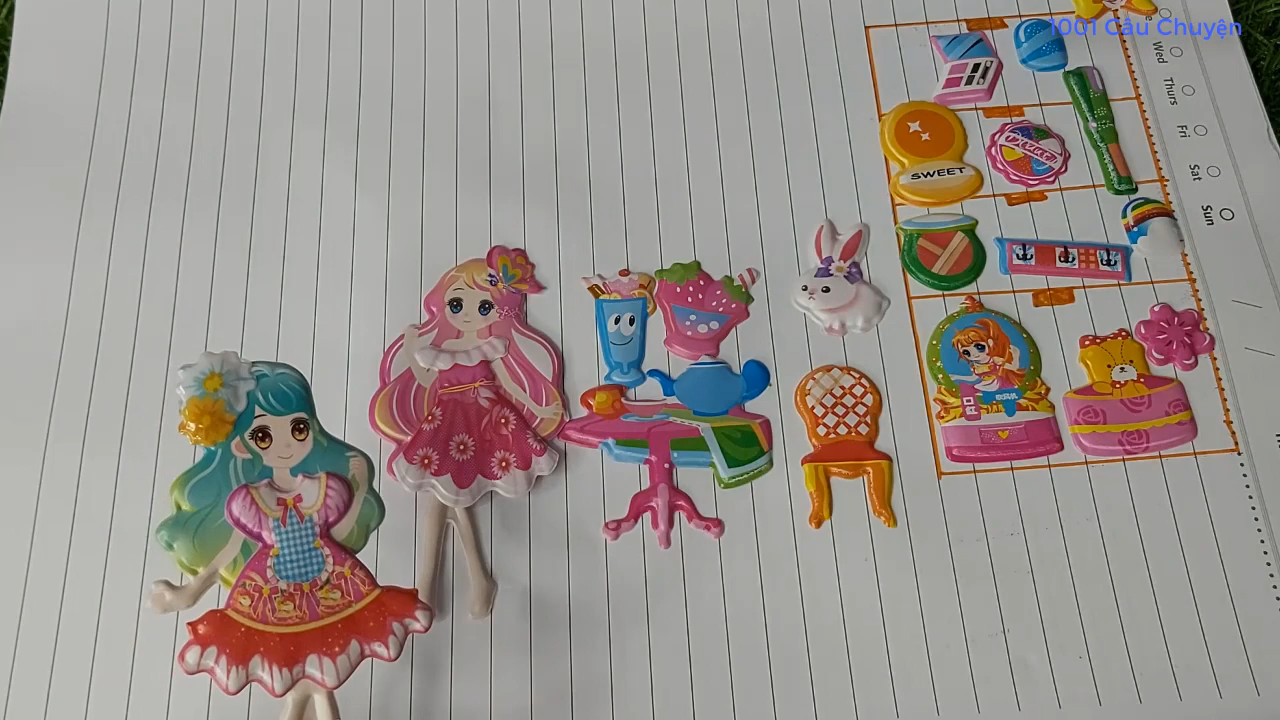 1001 Câu Chuyện
Wed
Thurs
Fri
Sat
Sun
SWEET